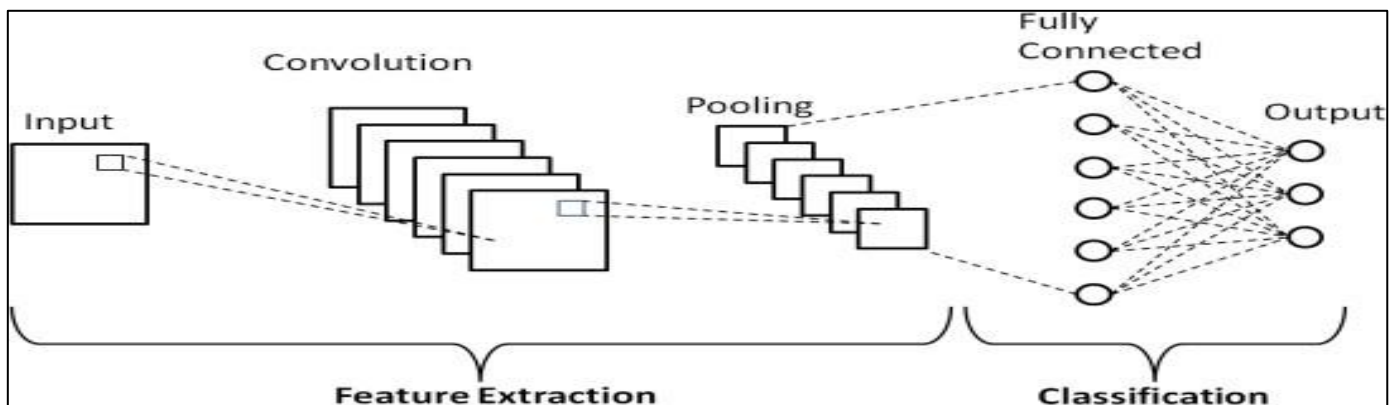 Input
Convolution
Pooling
Fully
Connected
Output
Feature Extraction
Classification